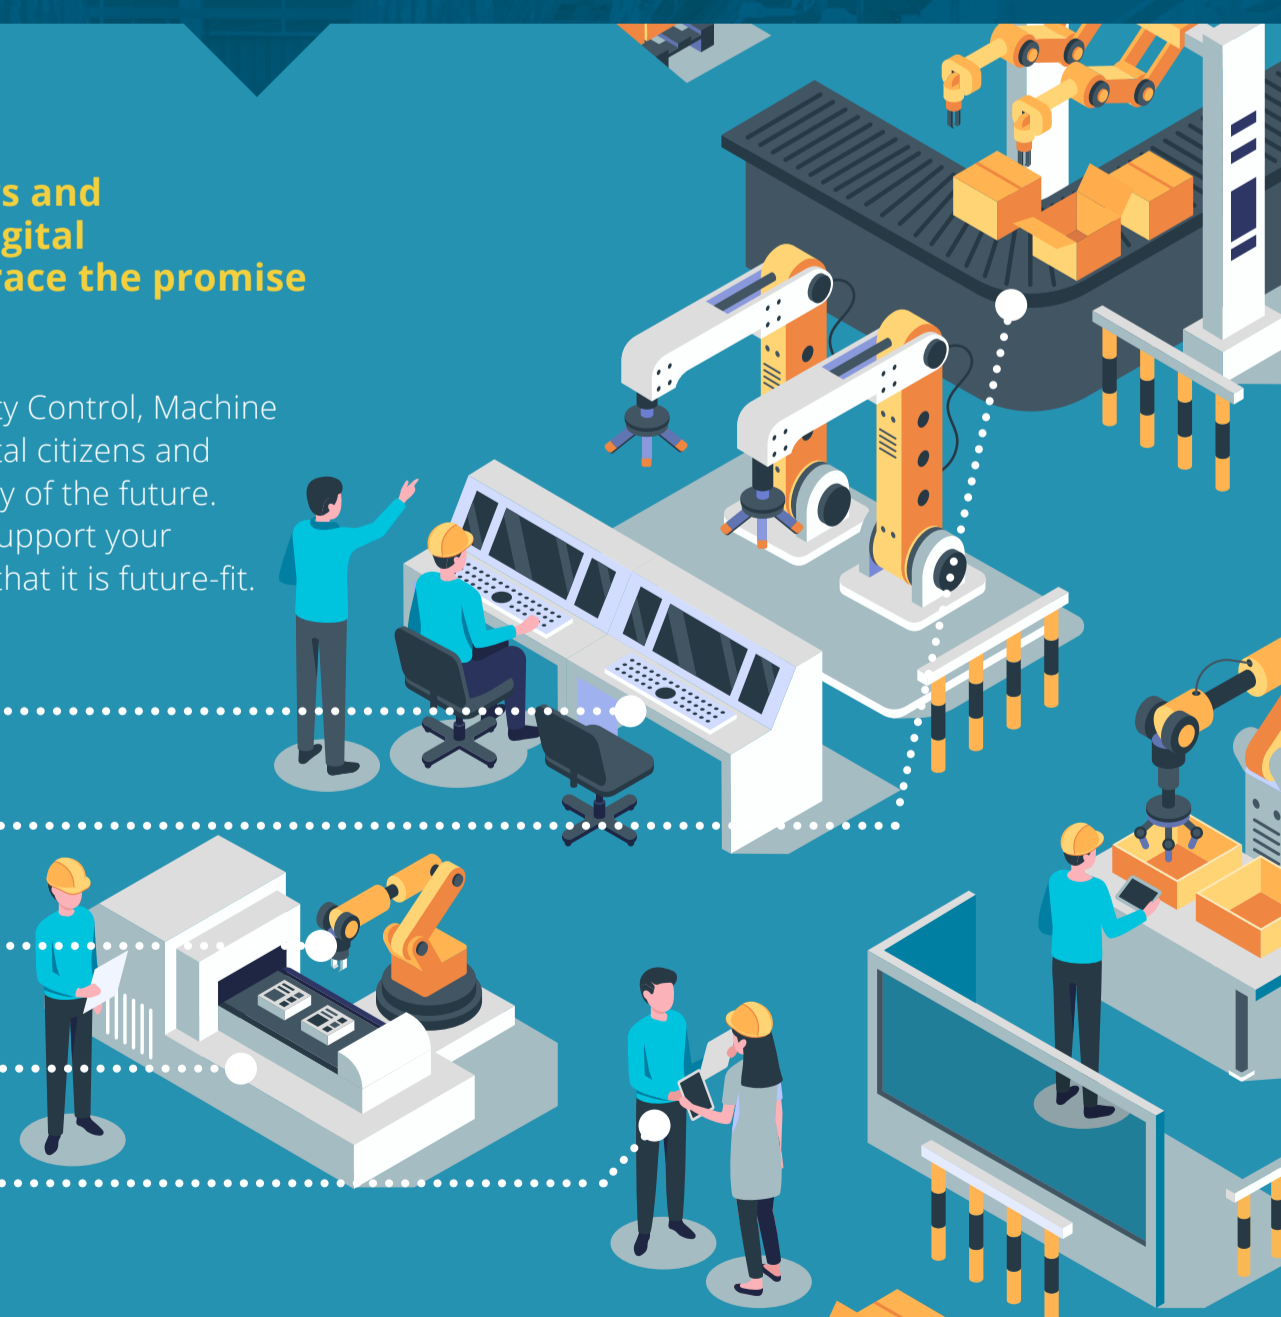 s and
gital
race the promise
ty Control, Machine
tal citizens and
y of the future.
upport your
that it is future-fit.